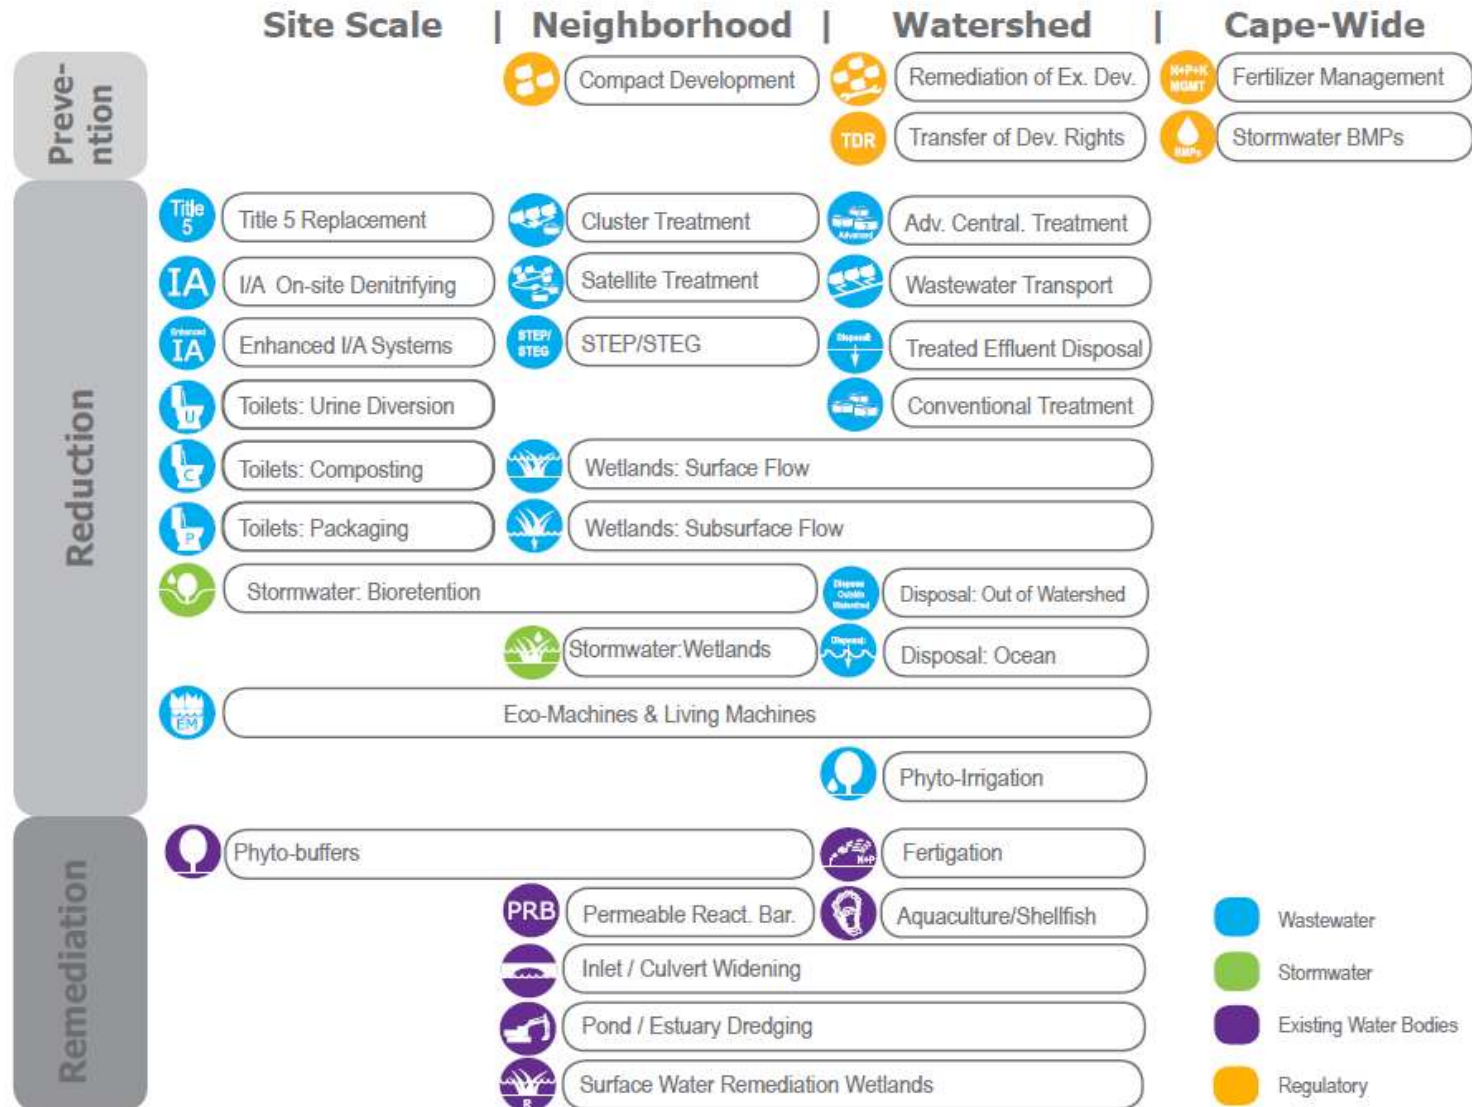 Site Scale | Neighborhood | Watershed | Cape-Wide
Preve-
ntion
Compact Development
Remediation of Ex. Dev.
N+P+K
MGMT
Fertilizer Management
TDR
Transfer of Dev. Rights
BMPs
Stormwater BMPs
Reduction
Title
5
Title 5 Replacement
Cluster Treatment
Advanced
Adv. Central. Treatment
IA
I/A On-site Denitrifying
Satellite Treatment
Wastewater Transport
Enhanced
IA
Enhanced I/A Systems
STEP/
STEG
STEP/STEG
Disposal:
Treated Effluent Disposal
U
Toilets: Urine Diversion
Conventional Treatment
C
Toilets: Composting
Wetlands: Surface Flow
P
Toilets: Packaging
Wetlands: Subsurface Flow
Stormwater: Bioretention
Dispose
Outside
Watershed
Disposal: Out of Watershed
Stormwater:Wetlands
Disposal:
Disposal: Ocean
EM
Eco-Machines & Living Machines
Phyto-Irrigation
Remediation
Phyto-buffers
N+P
Fertigation
PRB
Permeable React. Bar.
Aquaculture/Shellfish
Inlet / Culvert Widening
Pond / Estuary Dredging
R
Surface Water Remediation Wetlands
Wastewater
Stormwater
Existing Water Bodies
Regulatory